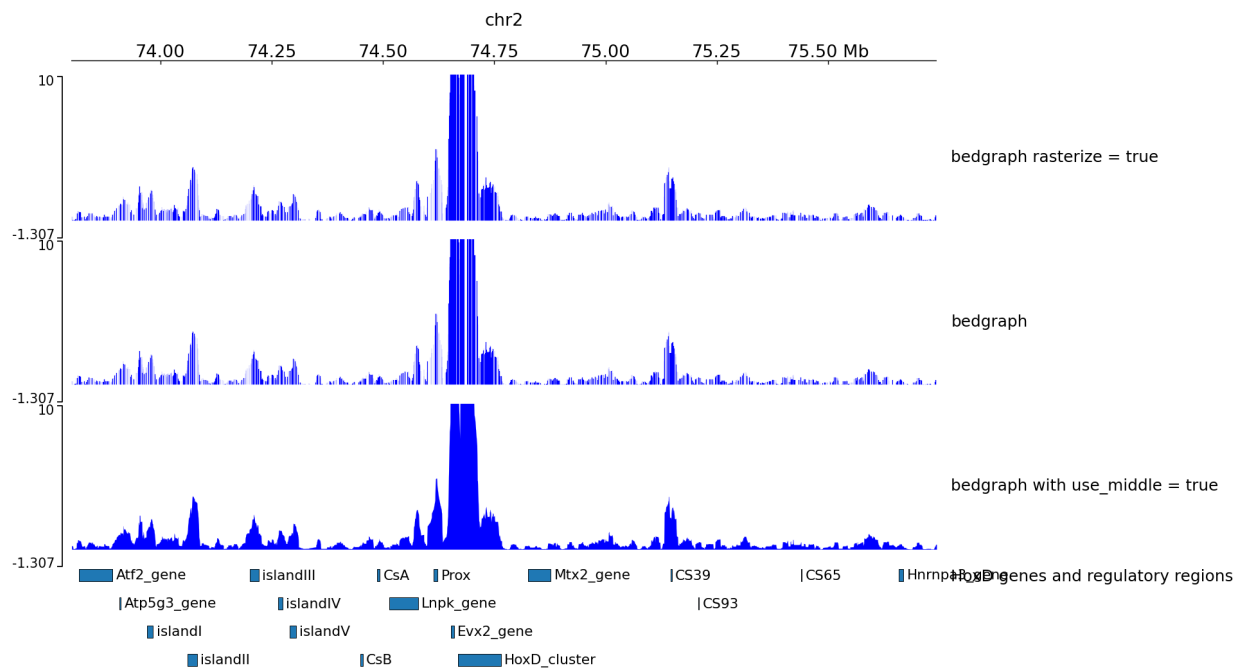 chr2
74.00 74.25 74.50 74.75 75.00 75.25 75.50 Mb
10
bedgraph rasterize = true
-1.307
10
bedgraph
-1.307
10
bedgraph with use_middle = true
-1.307
Atf2_gene islandIII CsA Prox Mtx2_gene CS39 CS65 Hnrnpa3_gene HoxD genes and regulatory regions
Atp5g3_gene islandIV Lnpk_gene CS93
islandI islandV Evx2_gene
islandII CsB HoxD_cluster